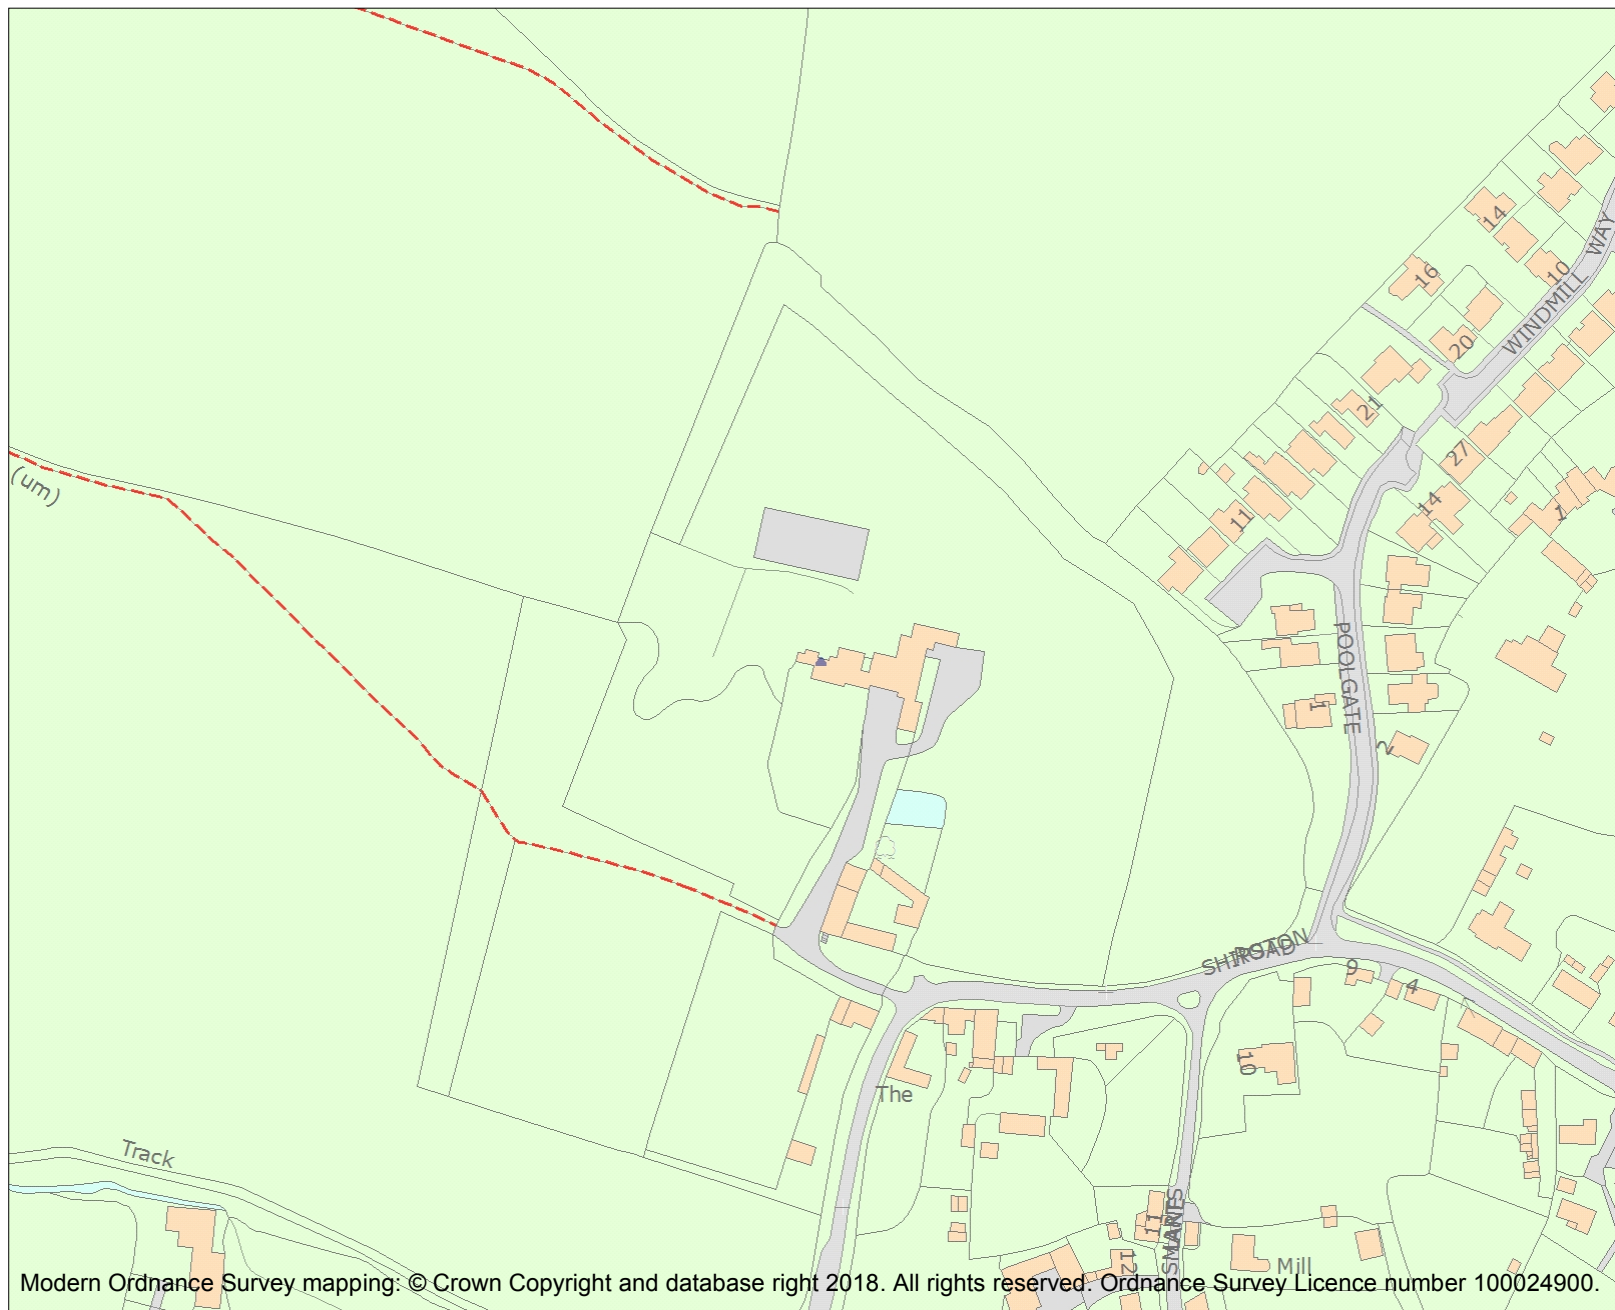 14
WINDMILL WAY
10
16
20
21
27
14
11
1
(um)
POOLGATE
1
2
SHIPTON
ROAD
9
4
10
The
Track
11
12
Mill
Modern Ordnance Survey mapping: © Crown Copyright and database right 2018. All rights reserved. Ordnance Survey Licence number 100024900.